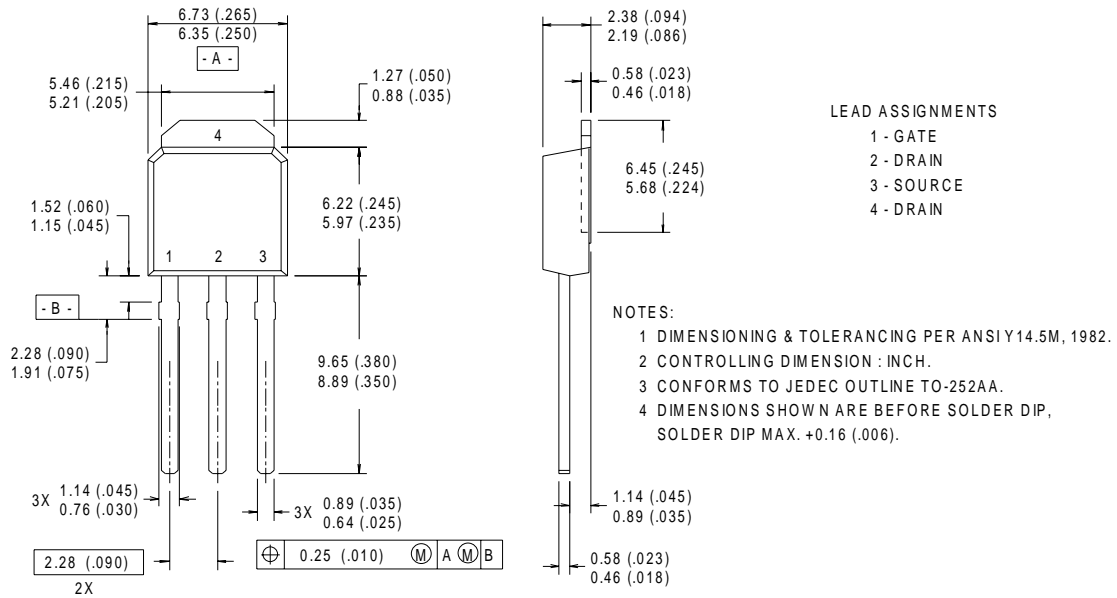 6.73 (.265)
6.35 (.250)
- A -
5.46 (.215)
5.21 (.205)
1.27 (.050)
0.88 (.035)
4
6.22 (.245)
5.97 (.235)
1.52 (.060)
1.15 (.045)
1 2 3
- B -
2.28 (.090)
1.91 (.075)
9.65 (.380)
8.89 (.350)
3X 1.14 (.045)
0.76 (.030)
3X 0.89 (.035)
0.64 (.025)
2.28 (.090)
2X
⌖ 0.25 (.010) Ⓜ A Ⓜ B
2.38 (.094)
2.19 (.086)
0.58 (.023)
0.46 (.018)
6.45 (.245)
5.68 (.224)
1.14 (.045)
0.89 (.035)
0.58 (.023)
0.46 (.018)
LEAD ASSIGNMENTS
1 - GATE
2 - DRAIN
3 - SOURCE
4 - DRAIN
NOTES:
1 DIMENSIONING & TOLERANCING PER ANSI Y14.5M, 1982.
2 CONTROLLING DIMENSION : INCH.
3 CONFORMS TO JEDEC OUTLINE TO-252AA.
4 DIMENSIONS SHOWN ARE BEFORE SOLDER DIP,
SOLDER DIP MAX. +0.16 (.006).